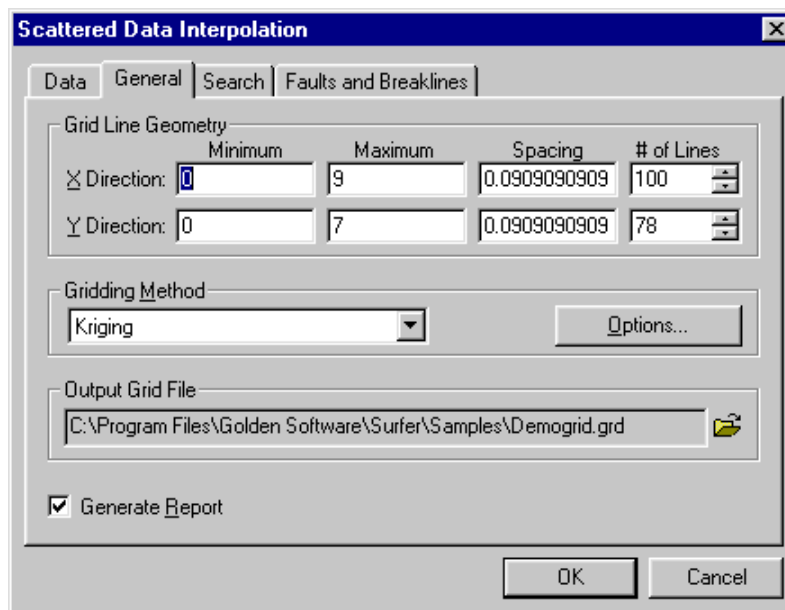 Scattered Data Interpolation
Data General Search Faults and Breaklines
Grid Line Geometry
Minimum Maximum Spacing # of Lines
X Direction: 0 9 0.0909090909 100
Y Direction: 0 7 0.0909090909 78
Gridding Method
Kriging Options...
Output Grid File
C:\Program Files\Golden Software\Surfer\Samples\Demogrid.grd
Generate Report
OK Cancel